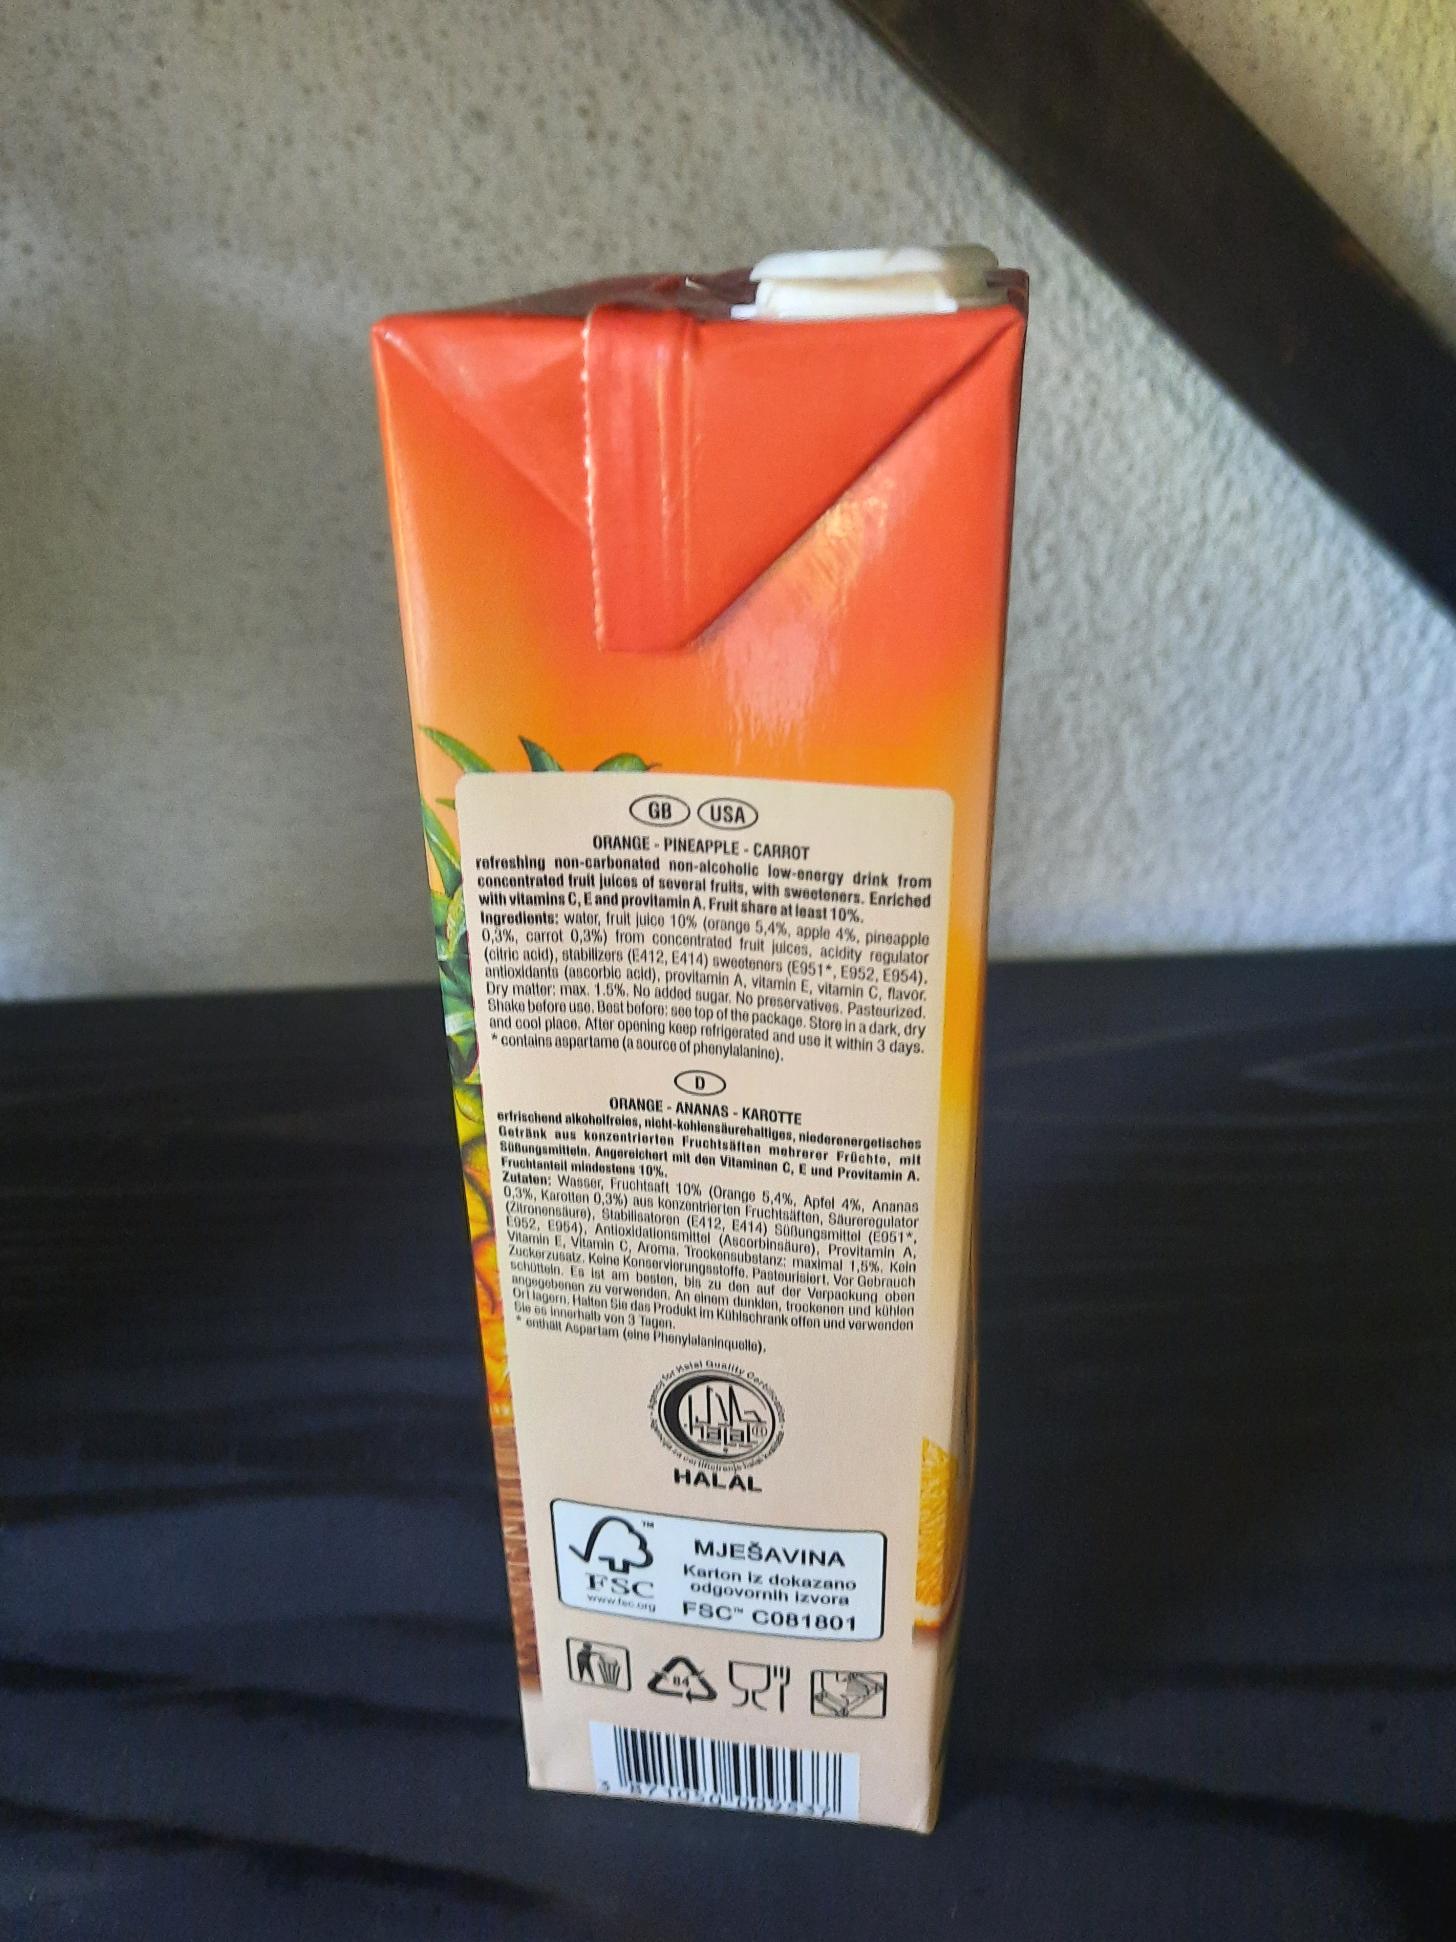 GB USA
ORANGE - PINEAPPLE - CARROT
refreshing non-carbonated non-alcoholic low-energy drink from
concentrated fruit juices of several fruits, with sweeteners. Enriched
with vitamins C, E and provitamin A. Fruit share at least 10%.
Ingredients: water, fruit juice 10% (orange 5,4%, apple 4%, pineapple
0,3%, carrot 0,3%) from concentrated fruit juices, acidity regulator
(citric acid), stabilizers (E412, E414) sweeteners (E951*, E952, E954),
antioxidants (ascorbic acid), provitamin A, vitamin E, vitamin C, flavor.
Dry matter: max. 1.5%. No added sugar. No preservatives. Pasteurized.
Shake before use. Best before: see top of the package. Store in a dark, dry
and cool place. After opening keep refrigerated and use it within 3 days.
* contains aspartame (a source of phenylalanine).
D
ORANGE - ANANAS - KAROTTE
erfrischend alkoholfreies, nicht-kohlensäurehaltiges, niederenergetisches
Getränk aus konzentrierten Fruchtsäften mehrerer Früchte, mit
Süßungsmitteln. Angereichert mit den Vitaminen C, E und Provitamin A.
Fruchtanteil mindestens 10%.
Zutaten: Wasser, Fruchtsaft 10% (Orange 5,4%, Apfel 4%, Ananas
0,3%, Karotten 0,3%) aus konzentrierten Fruchtsäften, Säureregulator
(Zitronensäure), Stabilisatoren (E412, E414) Süßungsmittel (E951*,
E952, E954), Antioxidationsmittel (Ascorbinsäure), Provitamin A,
Vitamin E, Vitamin C, Aroma. Trockensubstanz: maximal 1,5%. Kein
Zuckerzusatz. Keine Konservierungsstoffe. Pasteurisiert. Vor Gebrauch
schütteln. Es ist am besten, bis zu den auf der Verpackung oben
angegebenen zu verwenden. An einem dunklen, trockenen und kühlen
Ort lagern. Halten Sie das Produkt im Kühlschrank offen und verwenden
Sie es innerhalb von 3 Tagen.
* enthält Aspartam (eine Phenylalaninquelle).
Agency for Halal Quality Certification
حلال
halal
HALAL
FSC
www.fsc.org
MJEŠAVINA
Karton iz dokazano
odgovornih izvora
FSC™ C081801
84